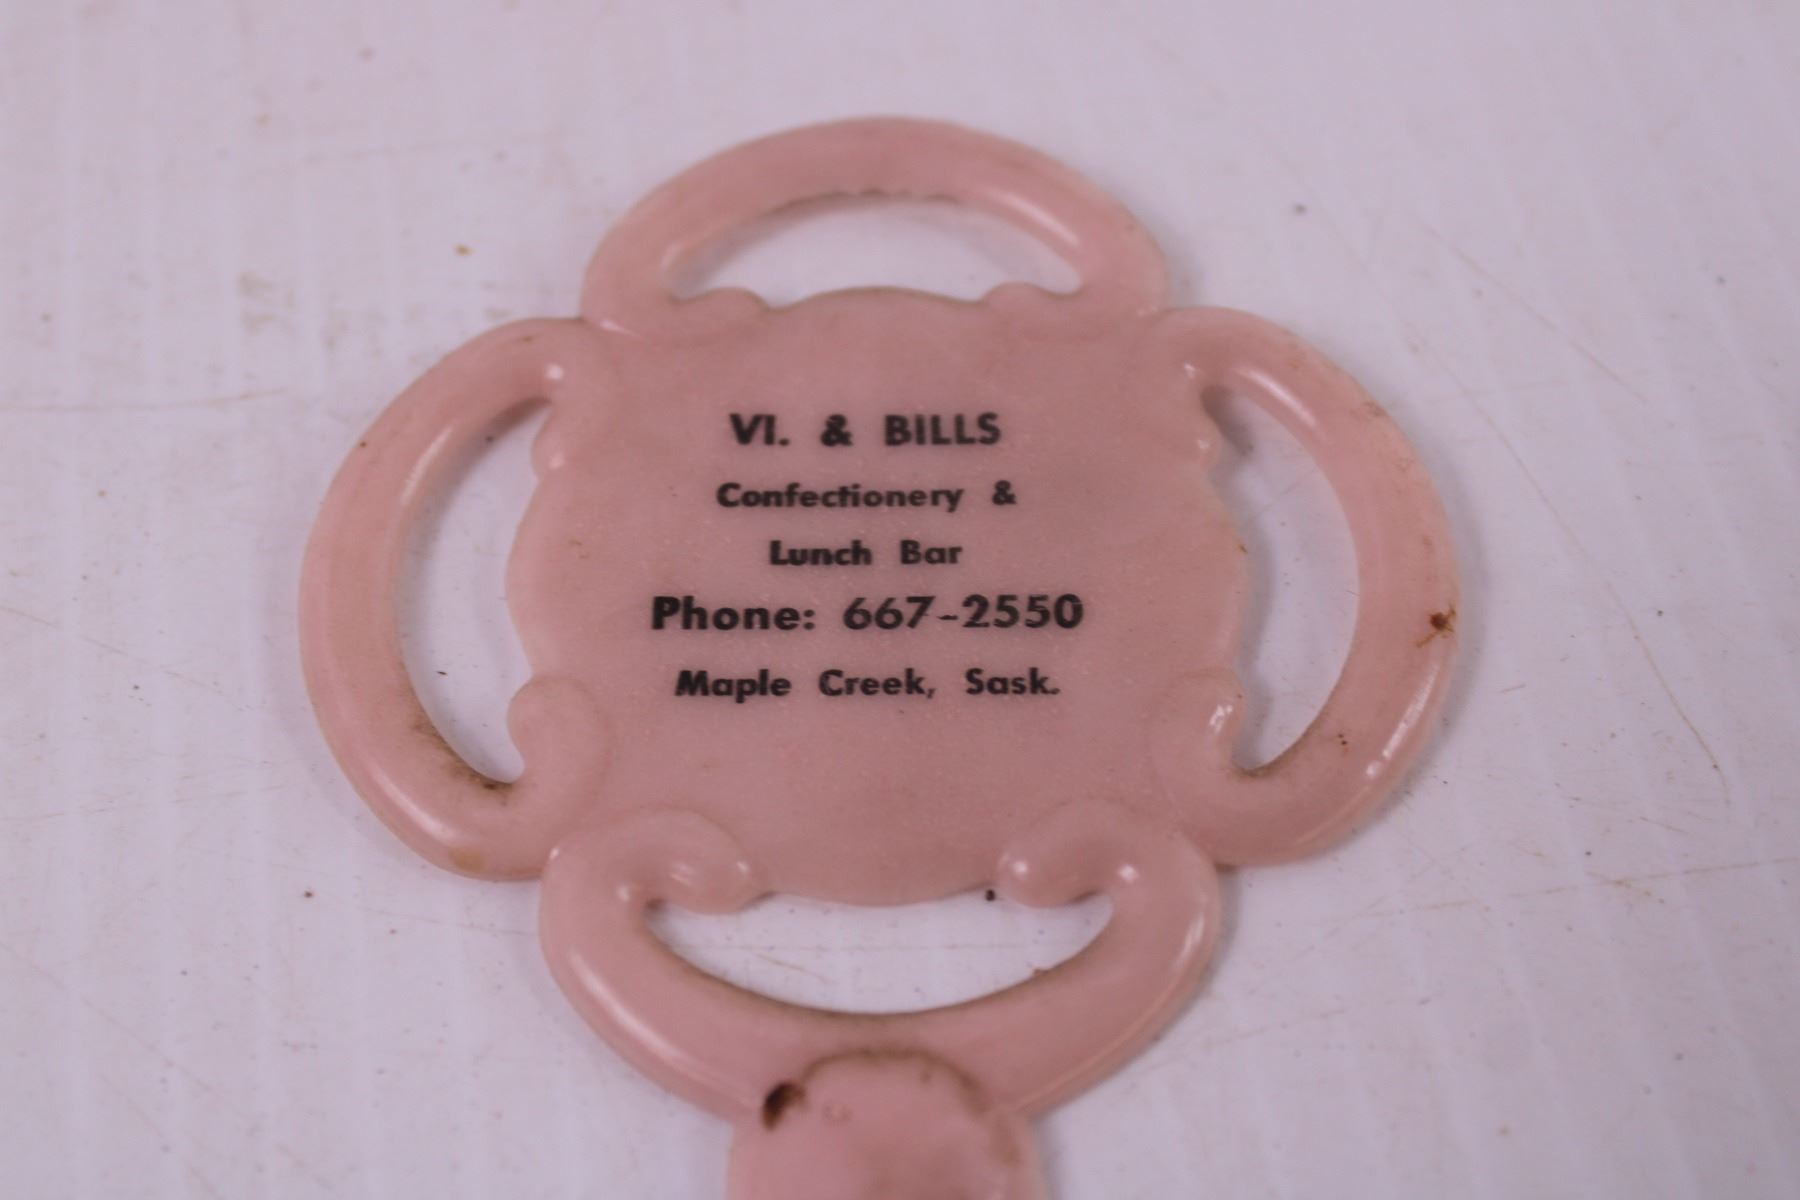 VI. & BILLS
Confectionery &
Lunch Bar
Phone: 667-2550
Maple Creek, Sask.